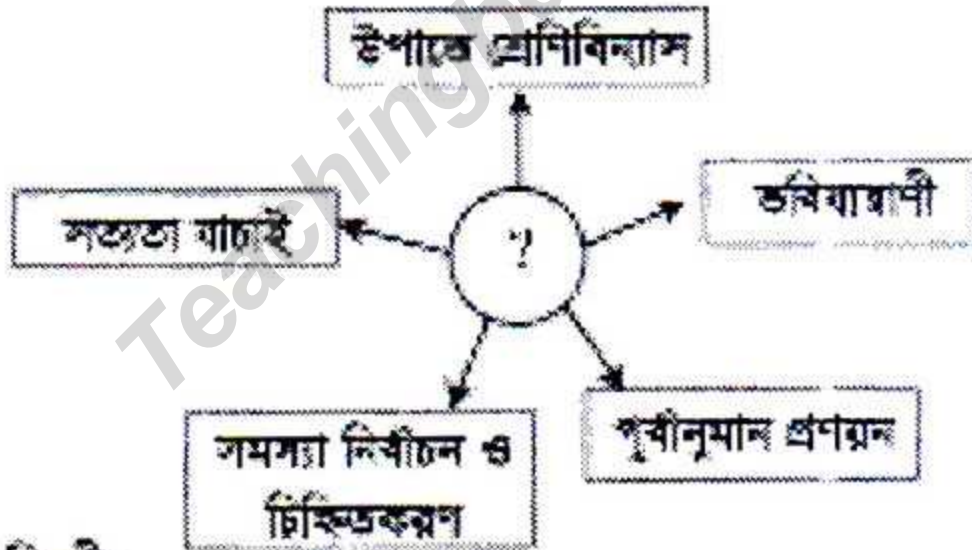 উপাত্ত শ্রেণিবিন্যাস
সত্যতা যাচাই
ভবিষ্যদ্বাণী
?
সমস্যা নির্বাচন ও
চিহ্নিতকরণ
পূর্বানুমান প্রণয়ন